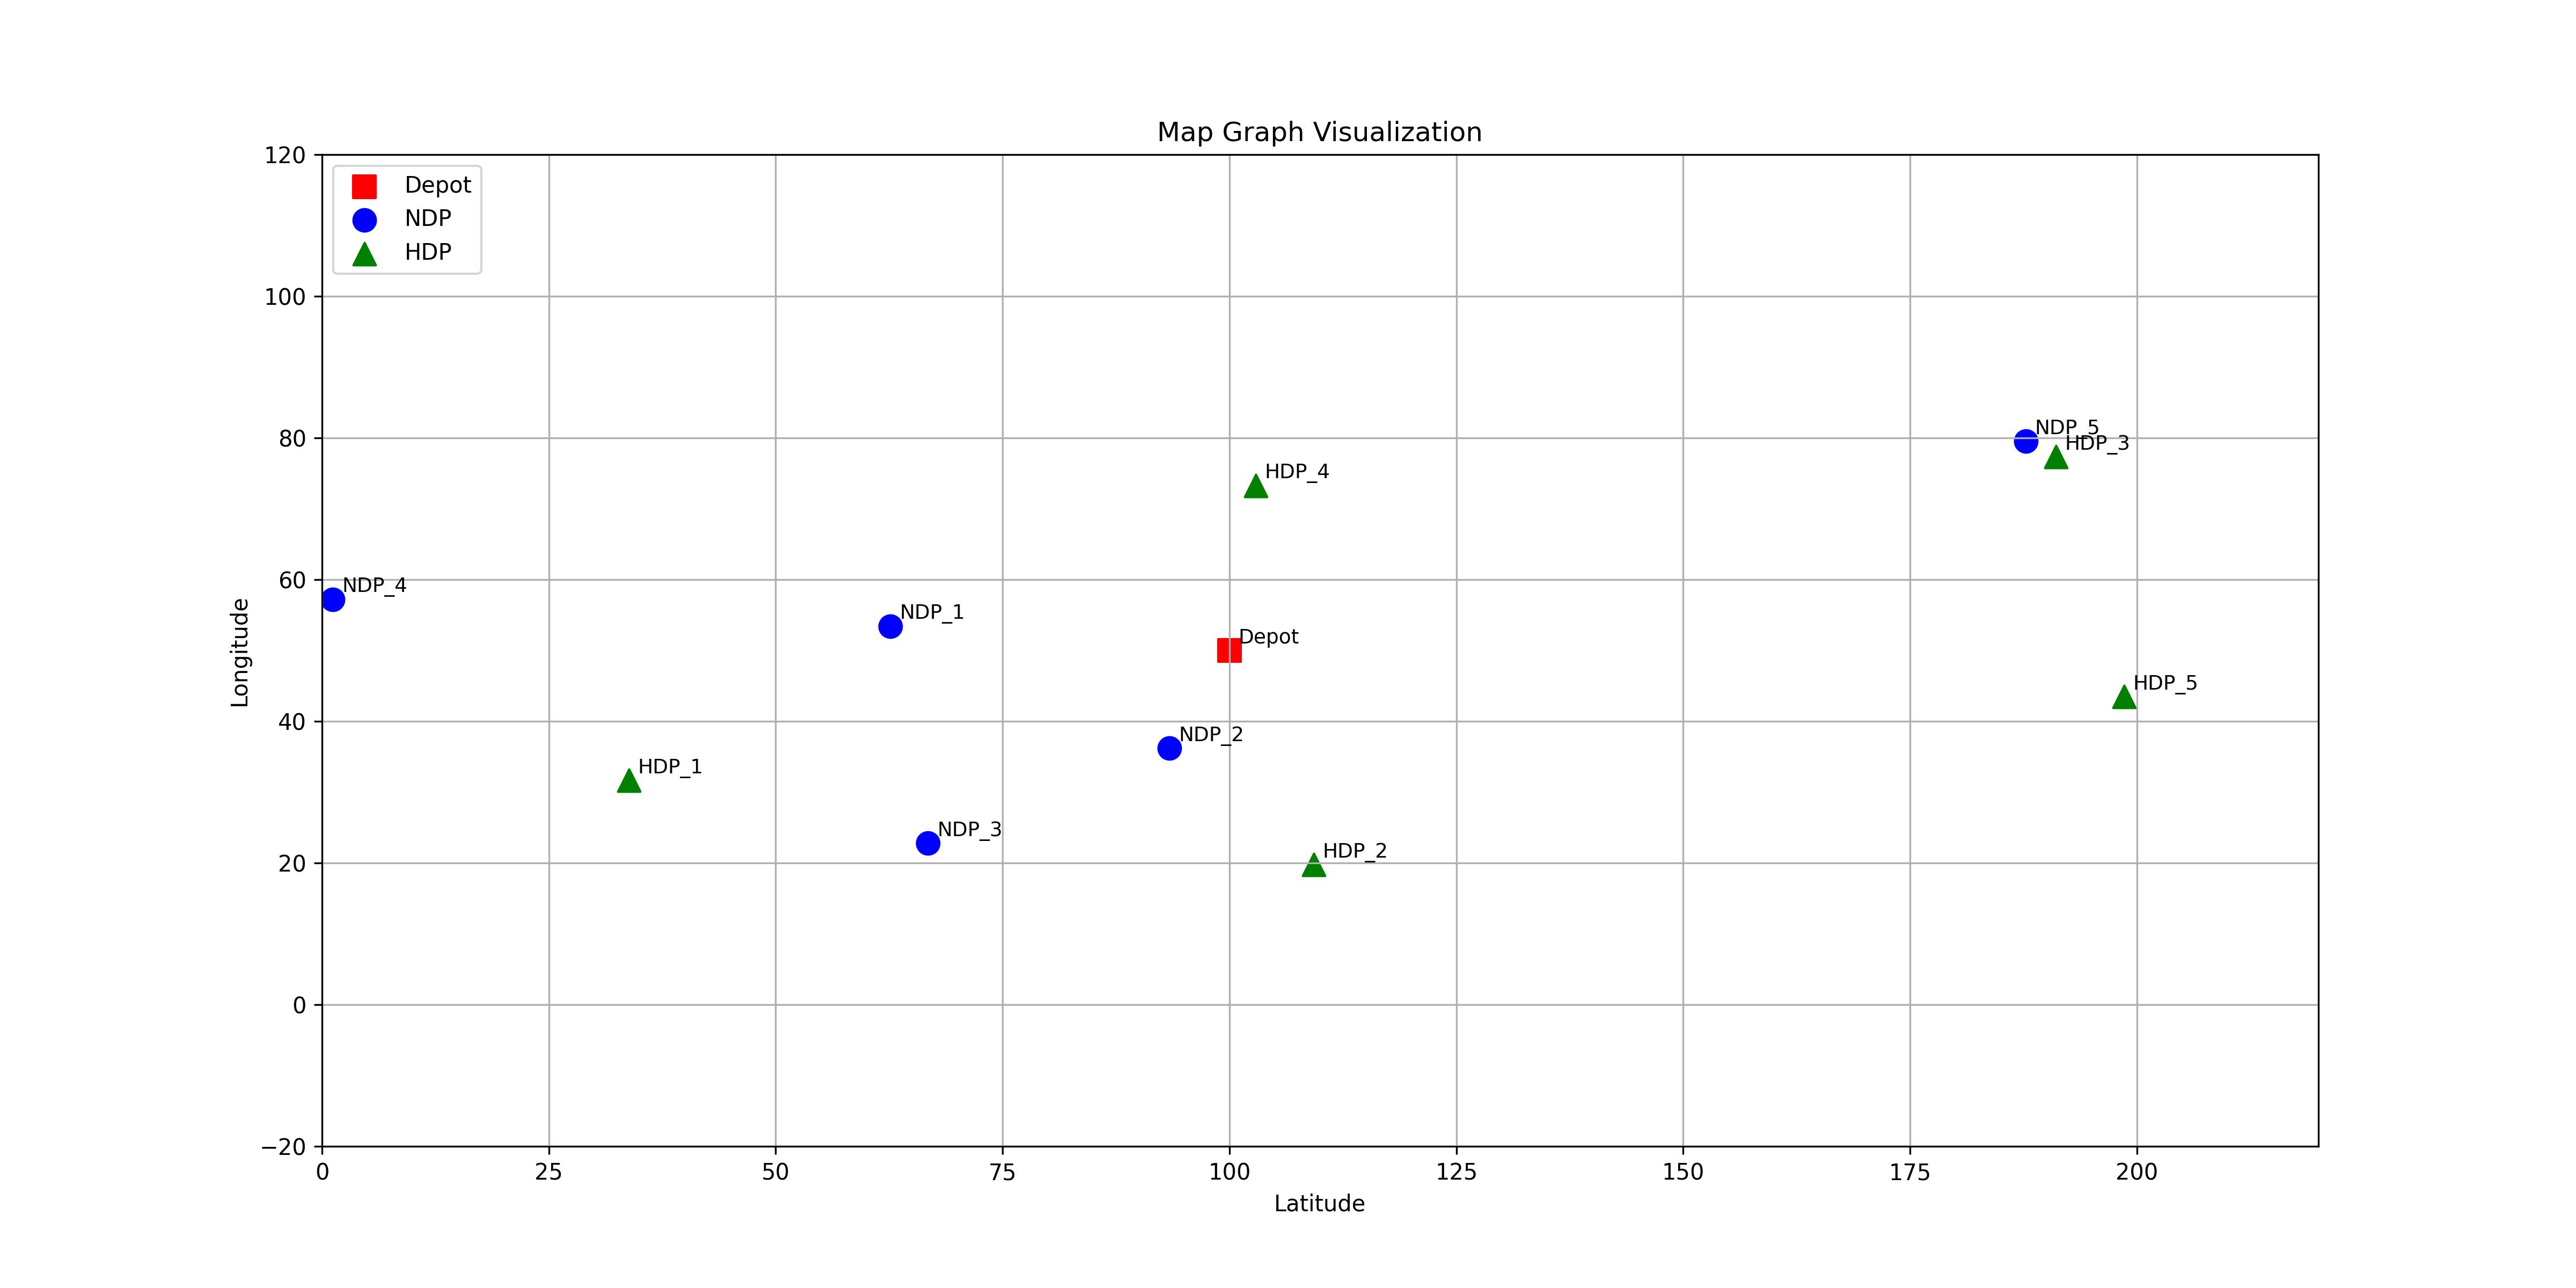 Map Graph Visualization
120
100
80
60
40
20
0
−20
Longitude
Depot
NDP
HDP
NDP_5
HDP_3
HDP_4
NDP_4
NDP_1
Depot
HDP_5
NDP_2
HDP_1
NDP_3
HDP_2
0 25 50 75 100 125 150 175 200
Latitude